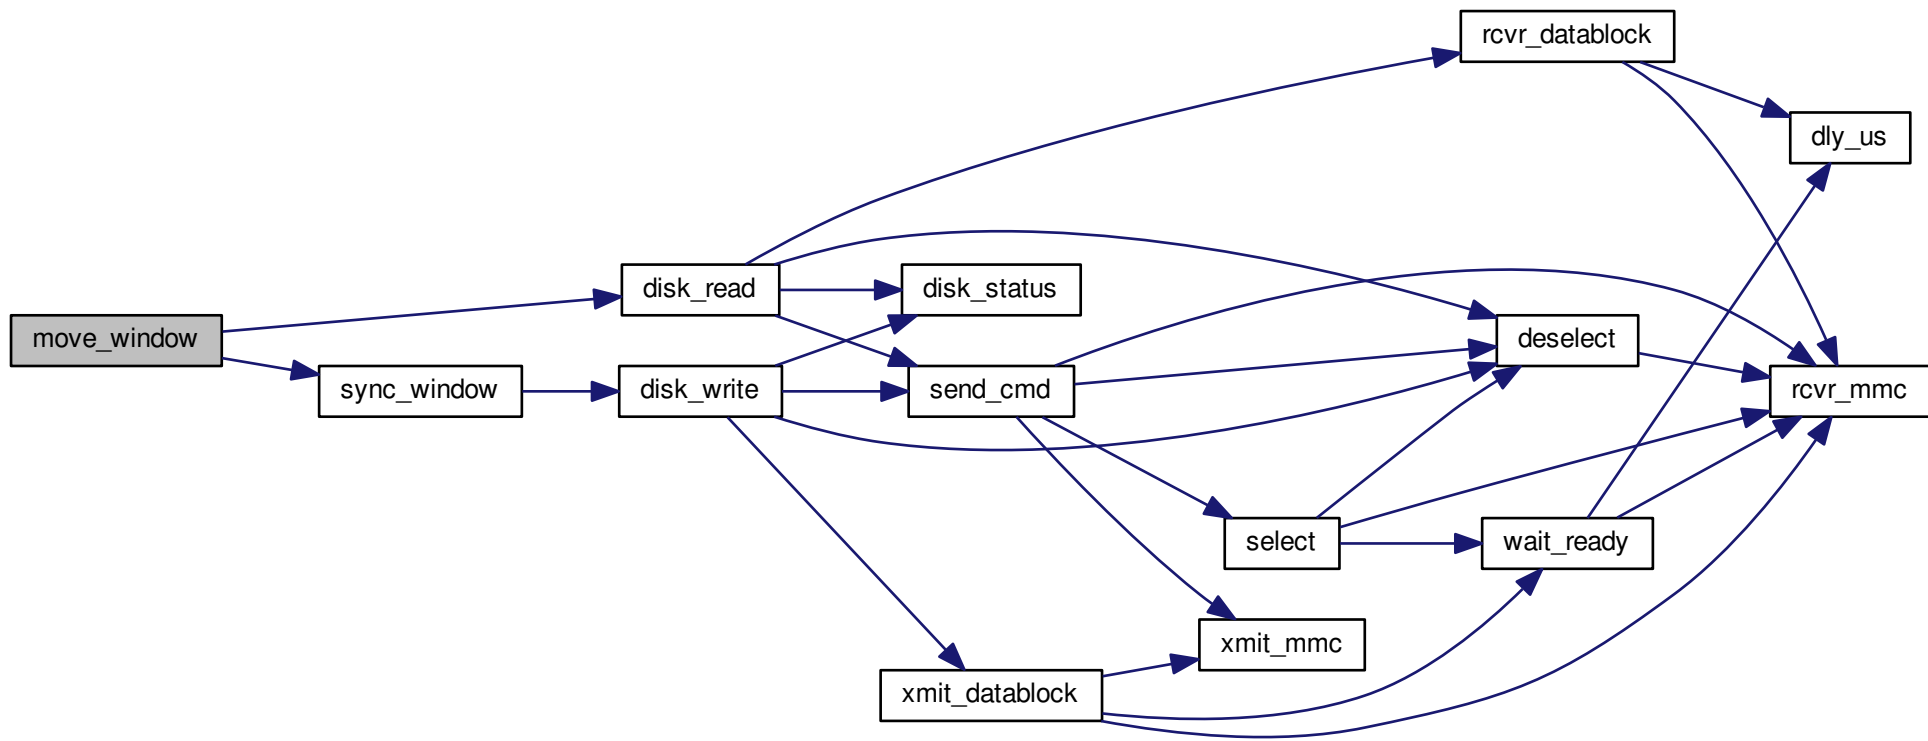 rcvr_datablock
dly_us
disk_read
disk_status
move_window
deselect
sync_window
disk_write
send_cmd
rcvr_mmc
select
wait_ready
xmit_mmc
xmit_datablock